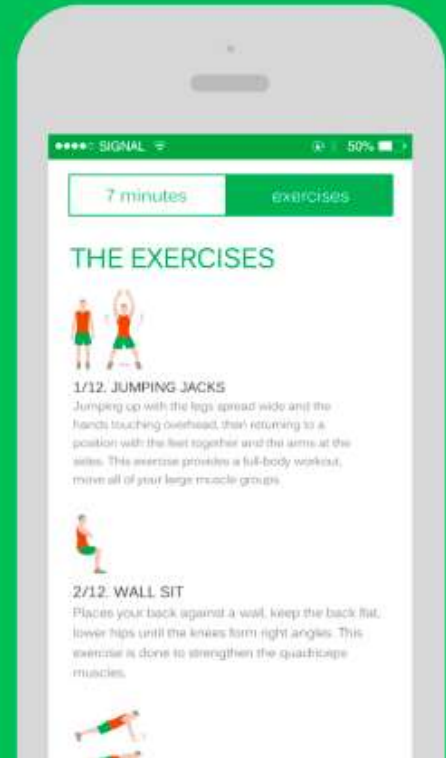 SIGNAL 50%
7 minutes exercises
THE EXERCISES
1/12. JUMPING JACKS
Jumping up with the legs spread wide and the
hands touching overhead, then returning to a
position with the feet together and the arms at the
sides. This exercise provides a full-body workout,
move all of your large muscle groups.
2/12. WALL SIT
Places your back against a wall, keep the back flat,
lower hips until the knees form right angles. This
exercise is done to strengthen the quadriceps
muscles.